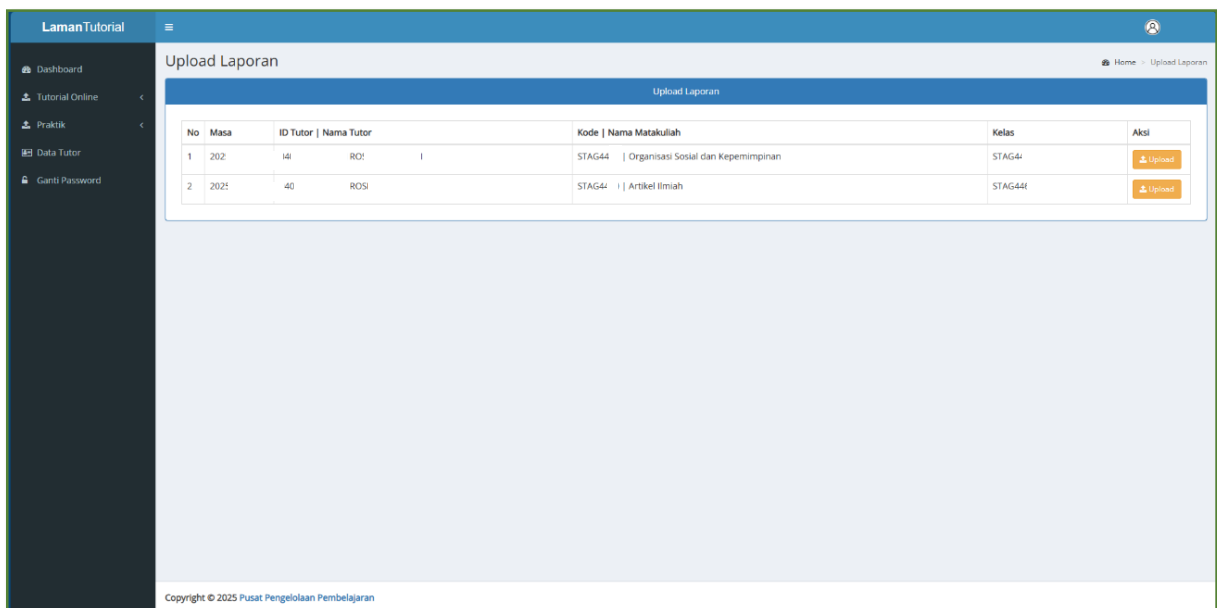 LamanTutorial
Dashboard
Tutorial Online
Praktik
Data Tutor
Ganti Password
Upload Laporan
Home > Upload Laporan
Upload Laporan
No Masa ID Tutor | Nama Tutor Kode | Nama Matakuliah Kelas Aksi
1 STAG44 | Organisasi Sosial dan Kepemimpinan STAG44 Upload
2 STAG44 | Artikel Ilmiah Upload
Copyright © 2025 Pusat Pengelolaan Pembelajaran